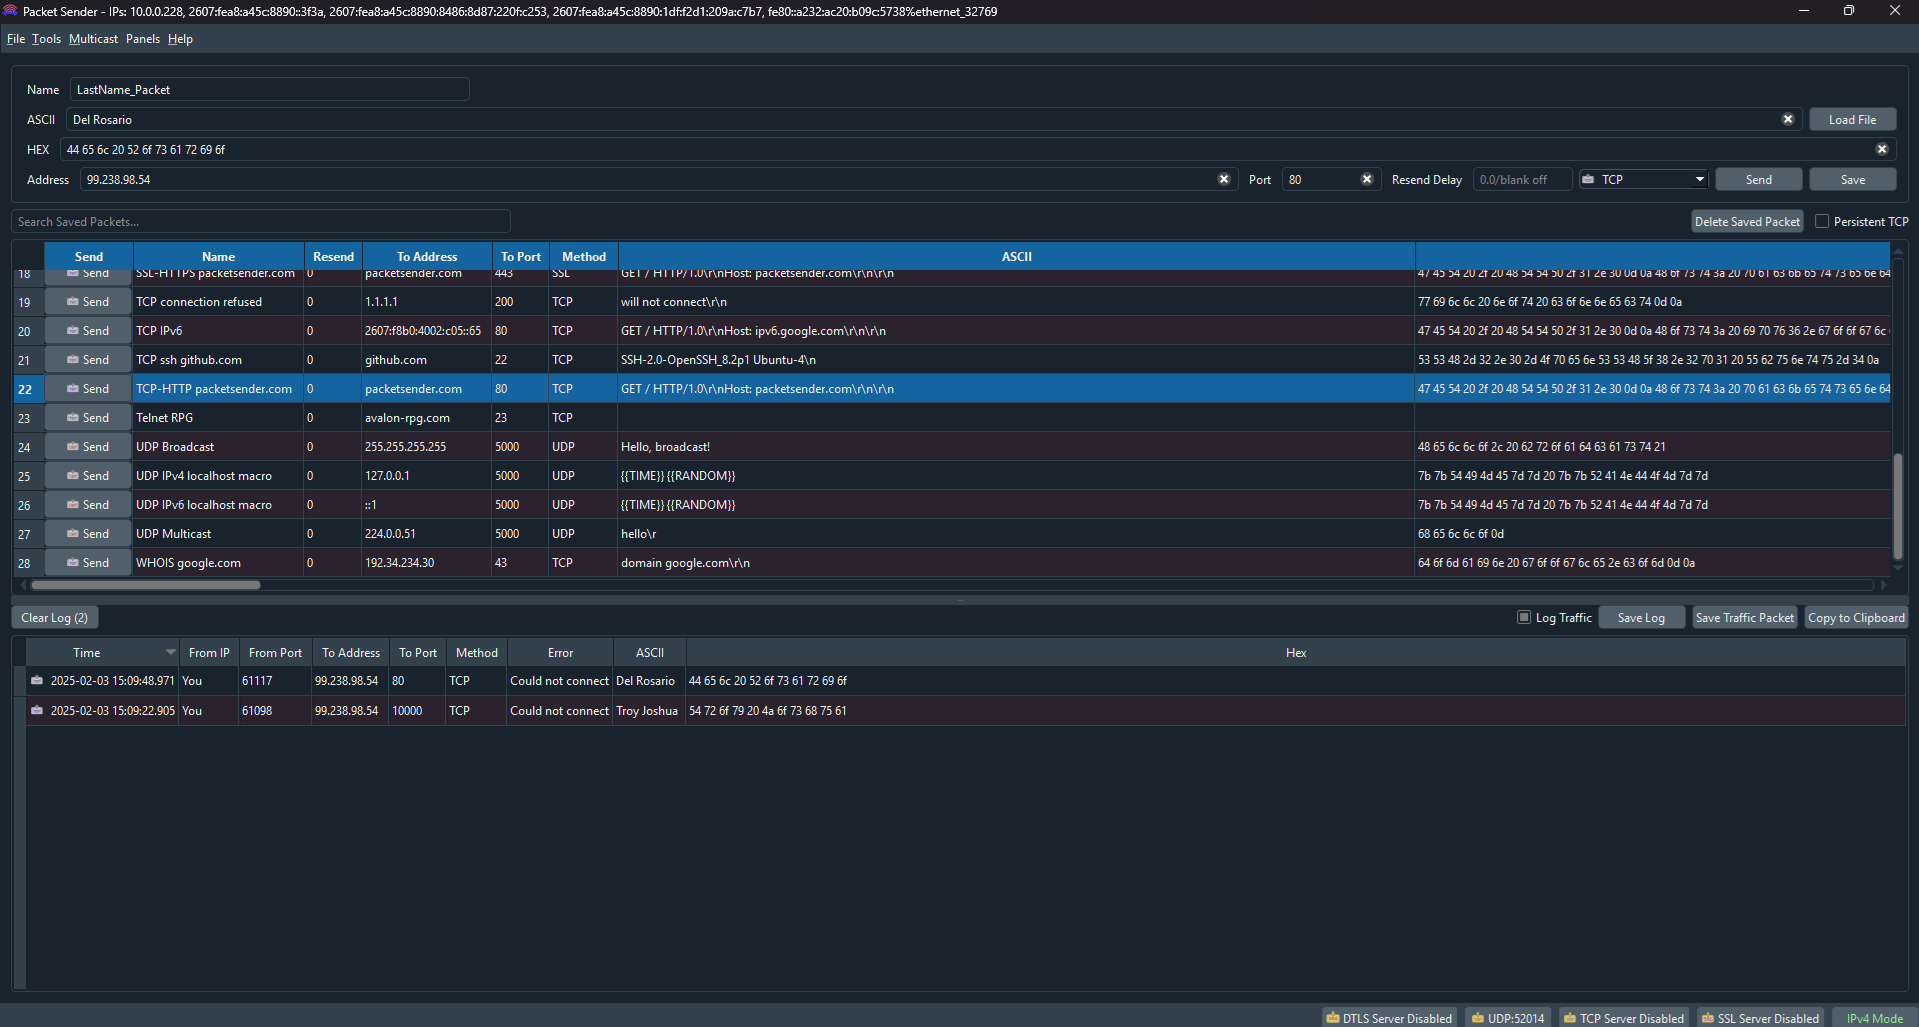 Packet Sender - IPs: 10.0.0.228, 2607:fea8:a45c:8890::3f3a, 2607:fea8:a45c:8890:8486:8d87:220f:c253, 2607:fea8:a45c:8890:1df:f2d1:209a:c7b7, fe80::a232:ac20:b09c:5738%ethernet_32769
File Tools Multicast Panels Help
Name LastName_Packet
ASCII Del Rosario Load File
HEX 44 65 6c 20 52 6f 73 61 72 69 6f
Address 99.238.98.54 Port 80 Resend Delay 0.0/blank off TCP Send Save
Search Saved Packets... Delete Saved Packet Persistent TCP
Send Name Resend To Address To Port Method ASCII
18 Send SSL-HTTPS packetsender.com 0 packetsender.com 443 SSL GET / HTTP/1.0\r\nHost: packetsender.com\r\n\r\n 47 45 54 20 2f 20 48 54 54 50 2f 31 2e 30 0d 0a 48 6f 73 74 3a 20 70 61 63 6b 65 74 73 65 6e 64
19 Send TCP connection refused 0 1.1.1.1 200 TCP will not connect\r\n 77 69 6c 6c 20 6e 6f 74 20 63 6f 6e 6e 65 63 74 0d 0a
20 Send TCP IPv6 0 2607:f8b0:4002:c05::65 80 TCP GET / HTTP/1.0\r\nHost: ipv6.google.com\r\n\r\n 47 45 54 20 2f 20 48 54 54 50 2f 31 2e 30 0d 0a 48 6f 73 74 3a 20 69 70 76 36 2e 67 6f 6f 67 6c
21 Send TCP ssh github.com 0 github.com 22 TCP SSH-2.0-OpenSSH_8.2p1 Ubuntu-4\n 53 53 48 2d 32 2e 30 2d 4f 70 65 6e 53 53 48 5f 38 2e 32 70 31 20 55 62 75 6e 74 75 2d 34 0a
22 Send TCP-HTTP packetsender.com 0 packetsender.com 80 TCP GET / HTTP/1.0\r\nHost: packetsender.com\r\n\r\n 47 45 54 20 2f 20 48 54 54 50 2f 31 2e 30 0d 0a 48 6f 73 74 3a 20 70 61 63 6b 65 74 73 65 6e 64
23 Send Telnet RPG 0 avalon-rpg.com 23 TCP
24 Send UDP Broadcast 0 255.255.255.255 5000 UDP Hello, broadcast! 48 65 6c 6c 6f 2c 20 62 72 6f 61 64 63 61 73 74 21
25 Send UDP IPv4 localhost macro 0 127.0.0.1 5000 UDP {{TIME}} {{RANDOM}} 7b 7b 54 49 4d 45 7d 7d 20 7b 7b 52 41 4e 44 4f 4d 7d 7d
26 Send UDP IPv6 localhost macro 0 ::1 5000 UDP {{TIME}} {{RANDOM}} 7b 7b 54 49 4d 45 7d 7d 20 7b 7b 52 41 4e 44 4f 4d 7d 7d
27 Send UDP Multicast 0 224.0.0.51 5000 UDP hello\r 68 65 6c 6c 6f 0d
28 Send WHOIS google.com 0 192.34.234.30 43 TCP domain google.com\r\n 64 6f 6d 61 69 6e 20 67 6f 6f 67 6c 65 2e 63 6f 6d 0d 0a
Clear Log (2) Log Traffic Save Log Save Traffic Packet Copy to Clipboard
Time From IP From Port To Address To Port Method Error ASCII Hex
2025-02-03 15:09:48.971 You 61117 99.238.98.54 80 TCP Could not connect Del Rosario 44 65 6c 20 52 6f 73 61 72 69 6f
2025-02-03 15:09:22.905 You 61098 99.238.98.54 10000 TCP Could not connect Troy Joshua 54 72 6f 79 20 4a 6f 73 68 75 61
DTLS Server Disabled UDP:52014 TCP Server Disabled SSL Server Disabled IPv4 Mode